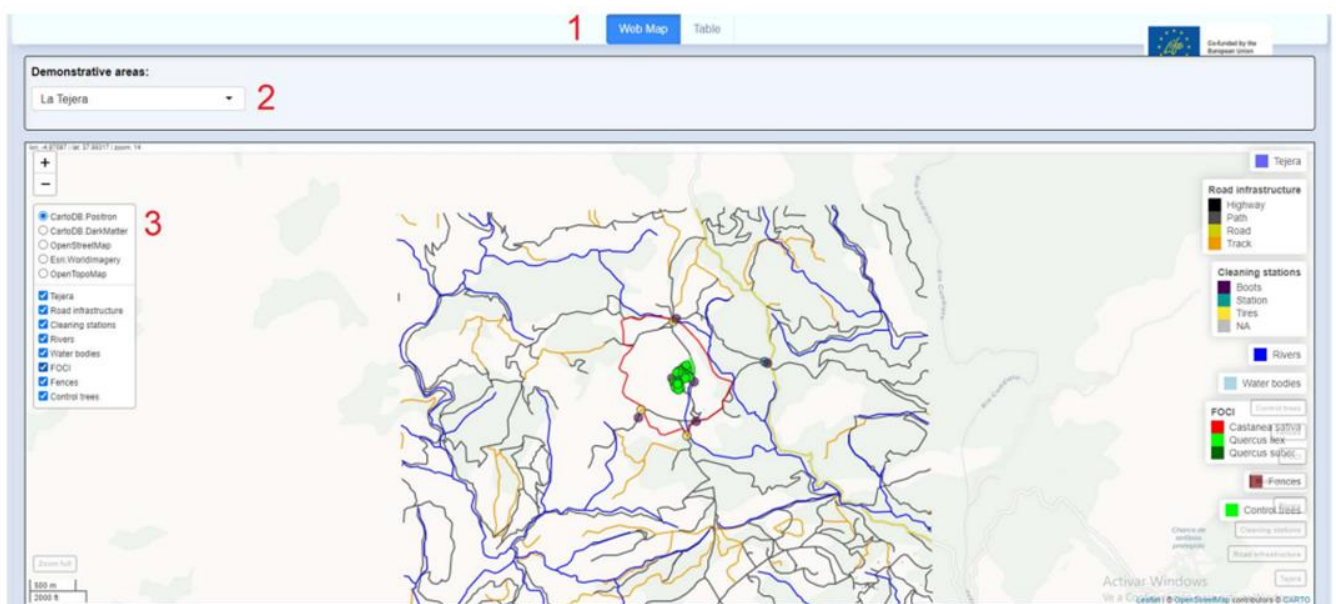 1
Web Map Table
Co-funded by the
European Union
Demonstrative areas:
La Tejera
2
+
−
3
CartoDB.Positron
CartoDB.DarkMatter
OpenStreetMap
Esri.WorldImagery
OpenTopoMap
Tejera
Road infrastructure
Cleaning stations
Rivers
Water bodies
FOCI
Fences
Control trees
Tejera
Road infrastructure
Highway
Path
Road
Track
Cleaning stations
Boots
Station
Tires
NA
Rivers
Water bodies
Control trees
FOCI
Castanea sativa
Quercus ilex
Quercus suber
Fences
Control trees
Cleaning stations
Road infrastructure
Tejera
Zoom full
500 m
2000 ft
Activar Windows
Leaflet | © OpenStreetMap contributors © CARTO